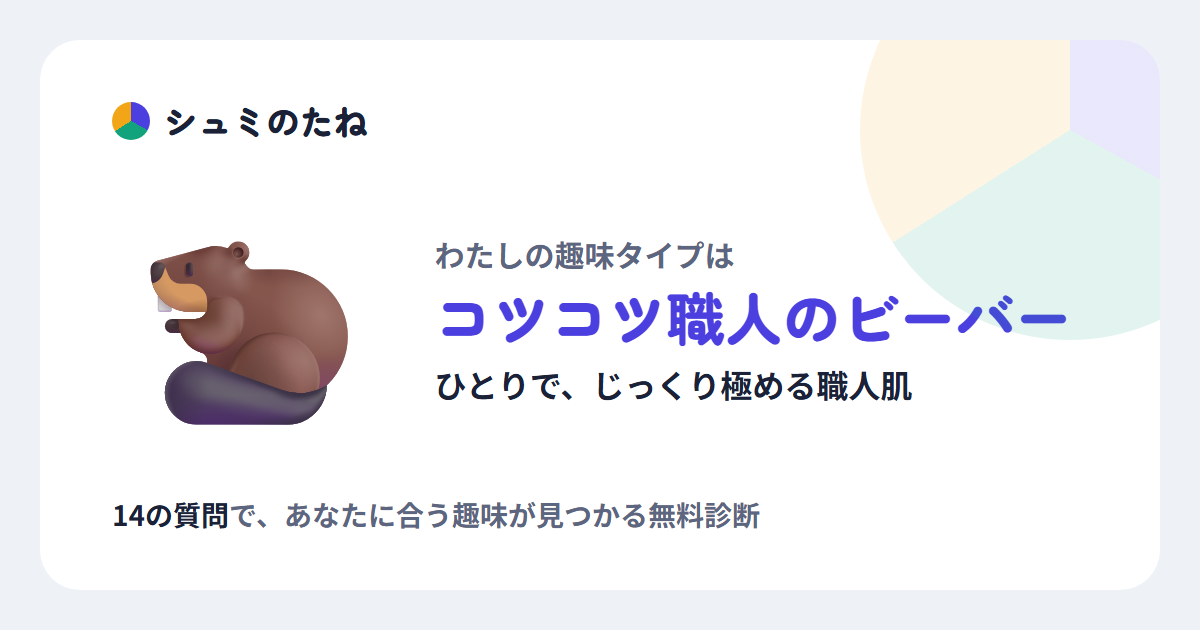 シュミのたね
わたしの趣味タイプは
コツコツ職人のビーバー
ひとりで、じっくり極める職人肌
14の質問で、あなたに合う趣味が見つかる無料診断